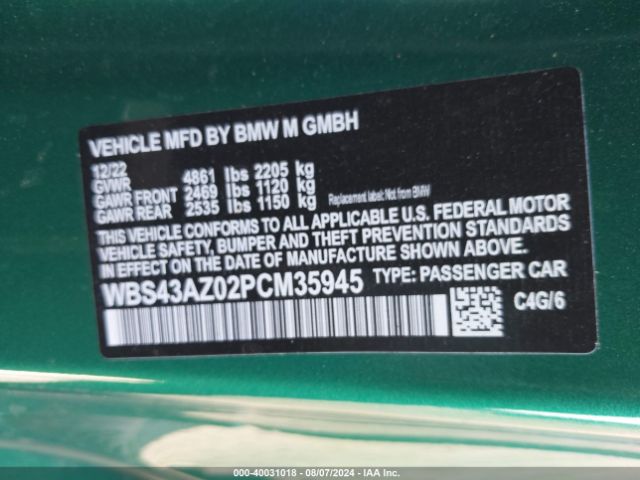 VEHICLE MFD BY BMW M GMBH
12/22
GVWR 4861 lbs 2205 kg
GAWR FRONT 2469 lbs 1120 kg
GAWR REAR 2535 lbs 1150 kg
Replacement label: Not from BMW
THIS VEHICLE CONFORMS TO ALL APPLICABLE U.S. FEDERAL MOTOR
VEHICLE SAFETY, BUMPER AND THEFT PREVENTION STANDARDS
IN EFFECT ON THE DATE OF MANUFACTURE SHOWN ABOVE.
WBS43AZ02PCM35945 TYPE: PASSENGER CAR
C4G/6
000-40031018 - 08/07/2024 - IAA Inc.